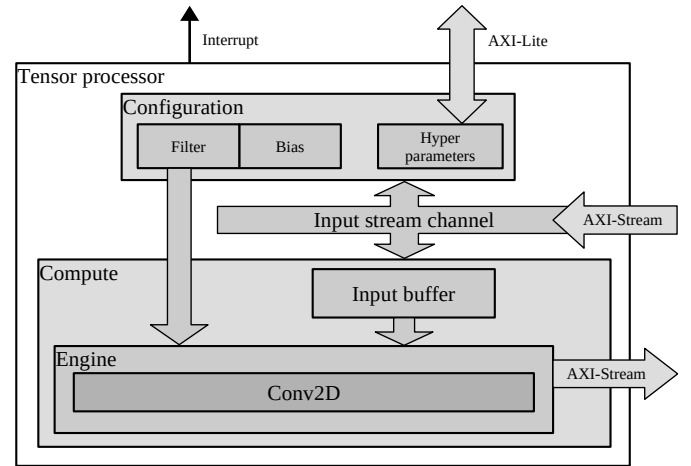 Interrupt
AXI-Lite
Tensor processor
Configuration
Filter
Bias
Hyper
parameters
Input stream channel
AXI-Stream
Compute
Input buffer
Engine
AXI-Stream
Conv2D